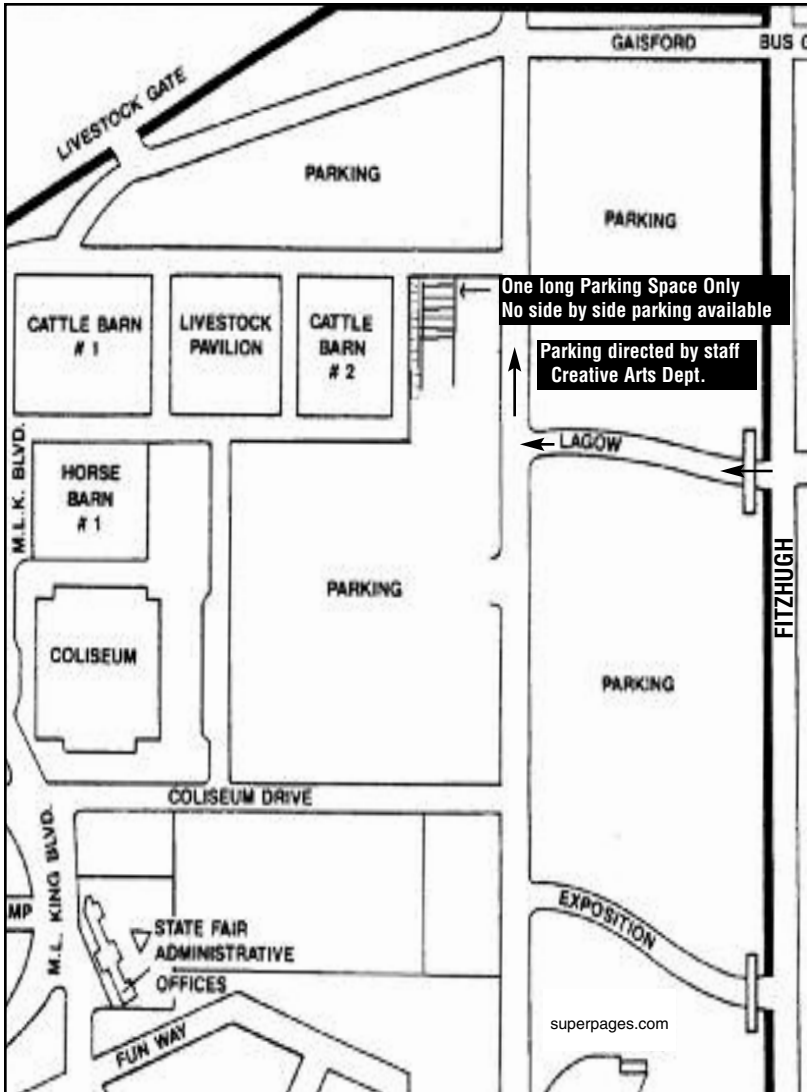 GAISFORD
BUS
LIVESTOCK GATE
PARKING
PARKING
One long Parking Space Only
No side by side parking available
CATTLE BARN
# 1
LIVESTOCK
PAVILION
CATTLE
BARN
# 2
Parking directed by staff
Creative Arts Dept.
LAGOW
M.L.K. BLVD.
HORSE
BARN
# 1
FITZHUGH
PARKING
COLISEUM
PARKING
COLISEUM DRIVE
M.L. KING BLVD.
MP
EXPOSITION
STATE FAIR
ADMINISTRATIVE
OFFICES
superpages.com
FUN WAY